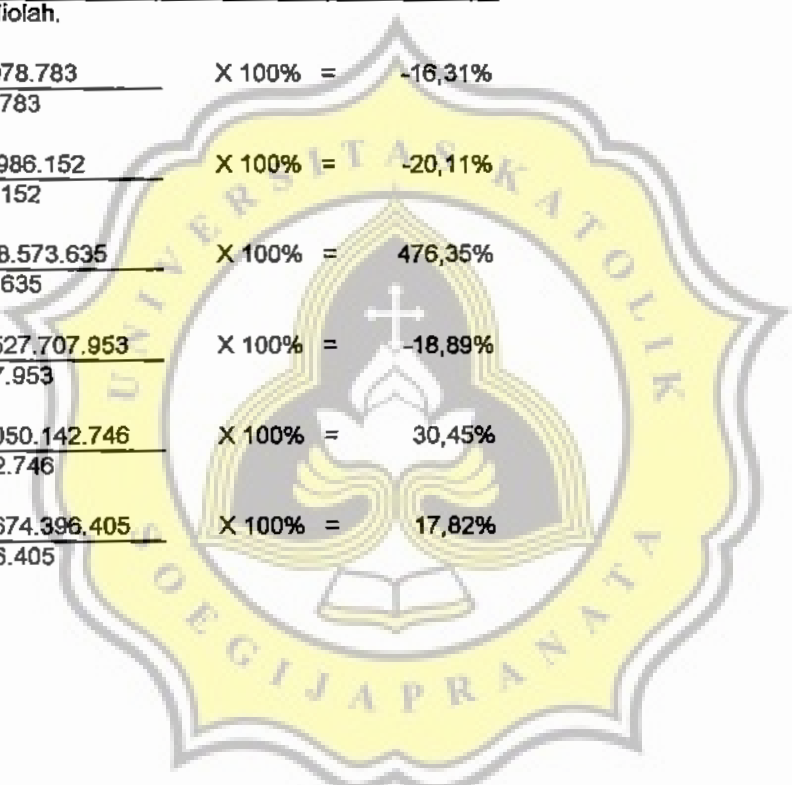 diolah.
978.783 X 100% = -16,31%
783
986.152 X 100% = -20,11%
152
8.573.635 X 100% = 476,35%
635
527.707.953 X 100% = -18,89%
7.953
050.142.746 X 100% = 30,45%
2.746
674.396.405 X 100% = 17,82%
6.405
UNIVERSITAS KATOLIK
SOEGIJAPRANATA